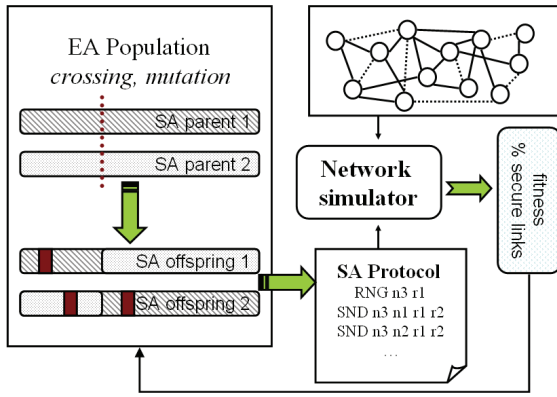 EA Population
crossing, mutation
SA parent 1
SA parent 2
SA offspring 1
SA offspring 2
Network
simulator
fitness
% secure links
SA Protocol
RNG n3 r1
SND n3 n1 r1 r2
SND n3 n2 r1 r2
...